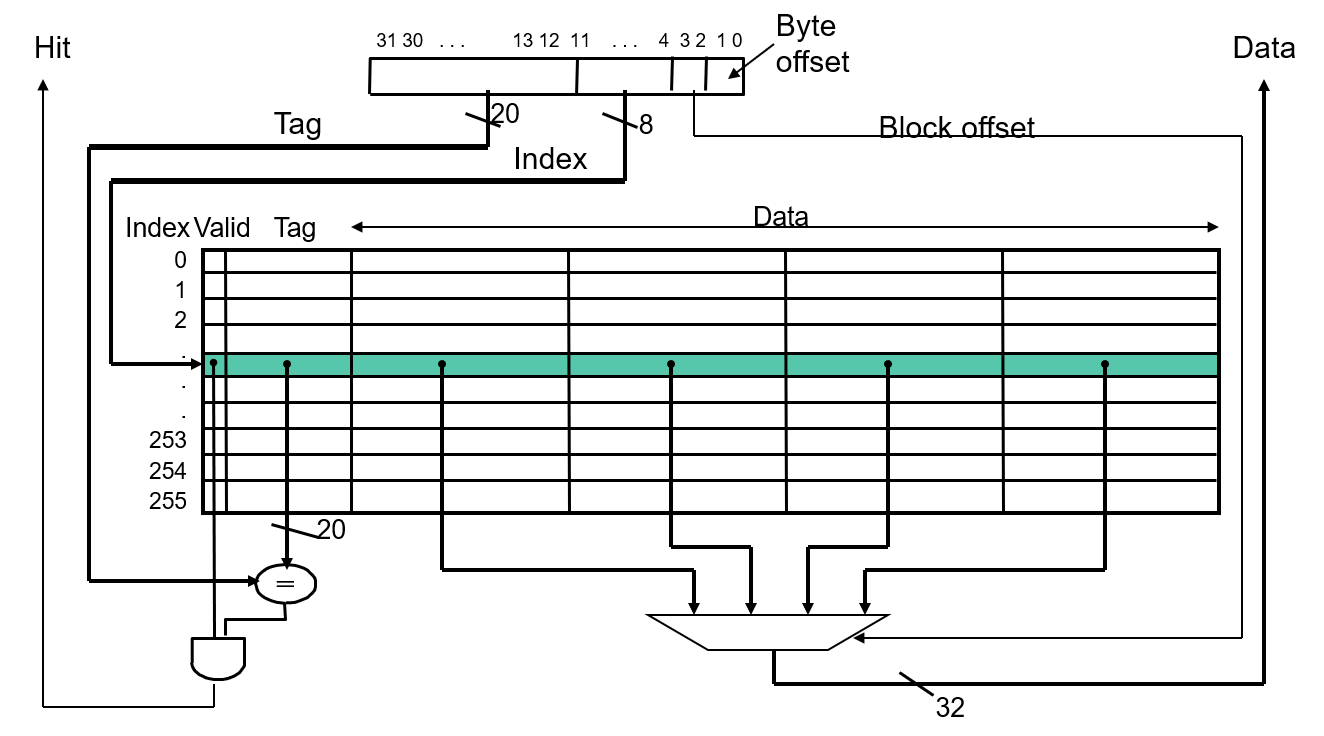 Hit
31 30 . . . 13 12 11 . . . 4 3 2 1 0
Byte
offset
Data
Tag
20
8
Block offset
Index
Index Valid Tag
Data
0
1
2
.
.
.
253
254
255
20
=
32